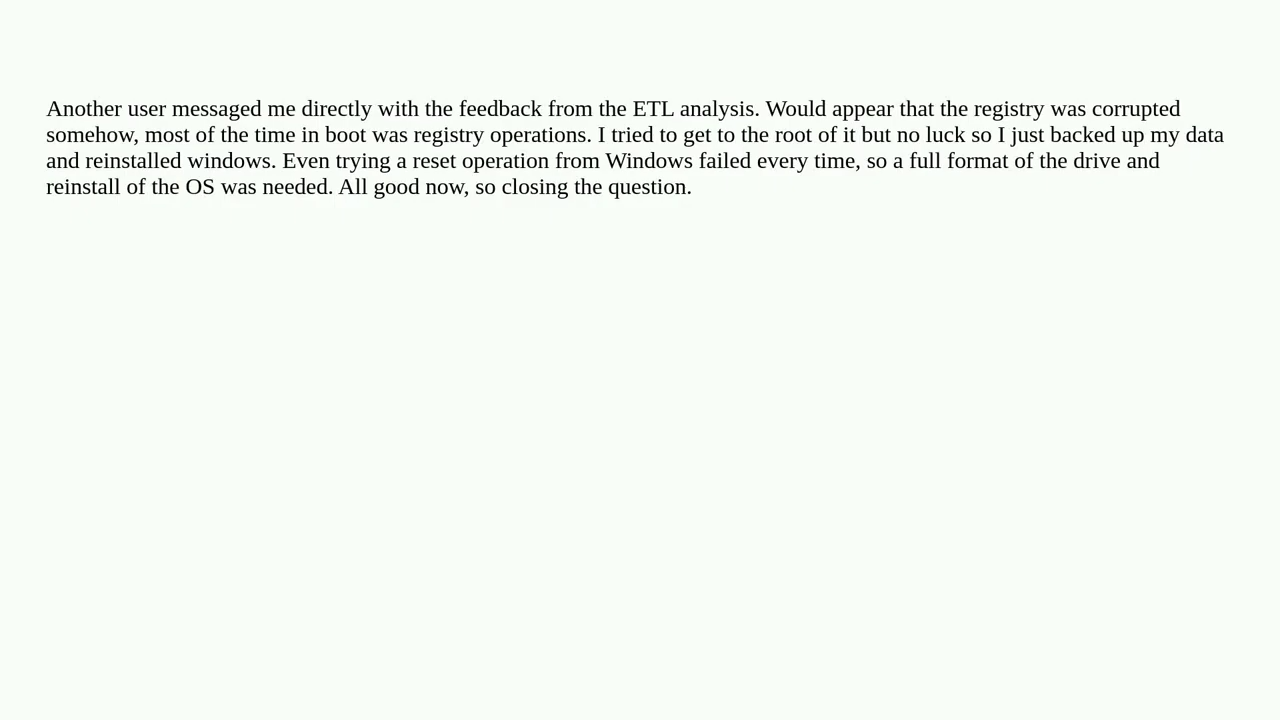 Another user messaged me directly with the feedback from the ETL analysis. Would appear that the registry was corrupted
somehow, most of the time in boot was registry operations. I tried to get to the root of it but no luck so I just backed up my data
and reinstalled windows. Even trying a reset operation from Windows failed every time, so a full format of the drive and
reinstall of the OS was needed. All good now, so closing the question.